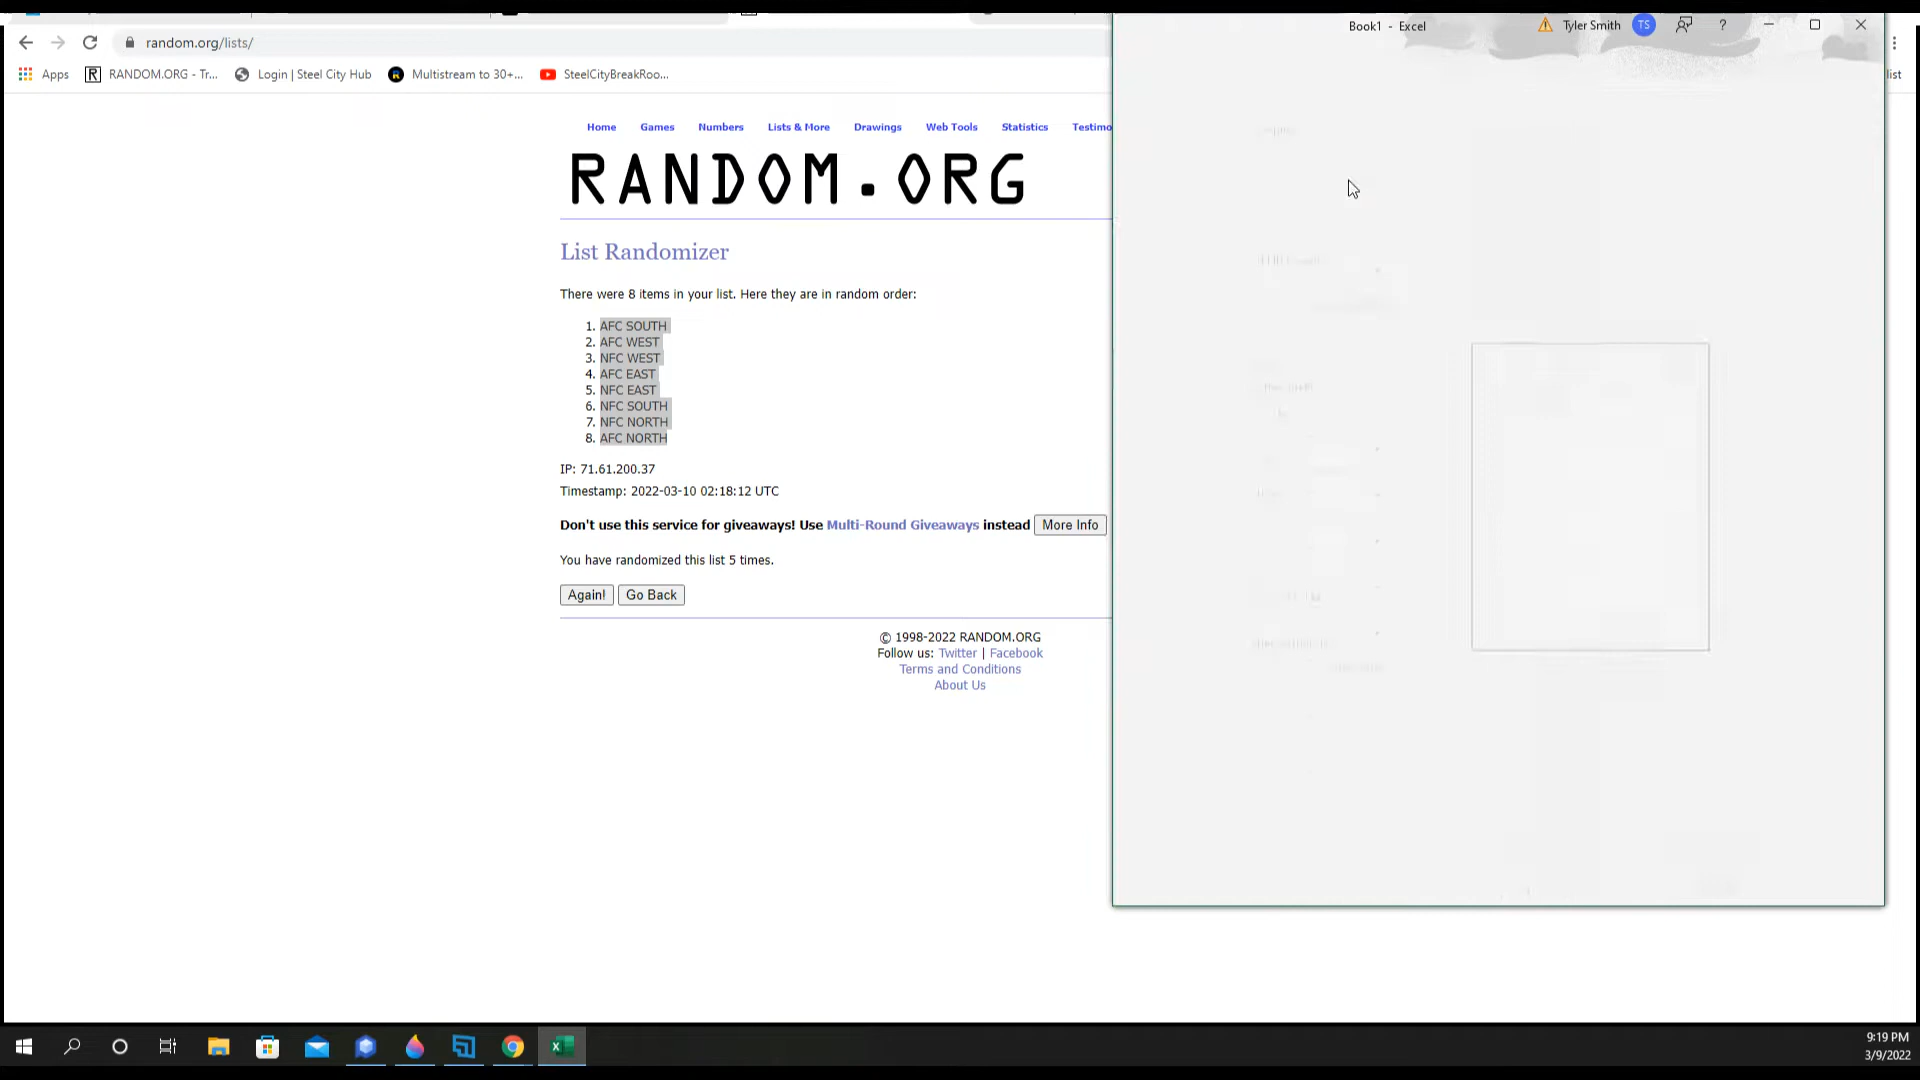 random.org/lists/
Book1 - Excel
Tyler Smith
TS
?
Apps
R
RANDOM.ORG - Tr...
Login | Steel City Hub
Multistream to 30+...
SteelCityBreakRoo...
list
Home
Games
Numbers
Lists & More
Drawings
Web Tools
Statistics
Testimo
RANDOM.ORG
List Randomizer
There were 8 items in your list. Here they are in random order:
1. AFC SOUTH
2. AFC WEST
3. NFC WEST
4. AFC EAST
5. NFC EAST
6. NFC SOUTH
7. NFC NORTH
8. AFC NORTH
IP: 71.61.200.37
Timestamp: 2022-03-10 02:18:12 UTC
Don't use this service for giveaways! Use Multi-Round Giveaways instead More Info
You have randomized this list 5 times.
Again! Go Back
© 1998-2022 RANDOM.ORG
Follow us: Twitter | Facebook
Terms and Conditions
About Us
9:19 PM
3/9/2022